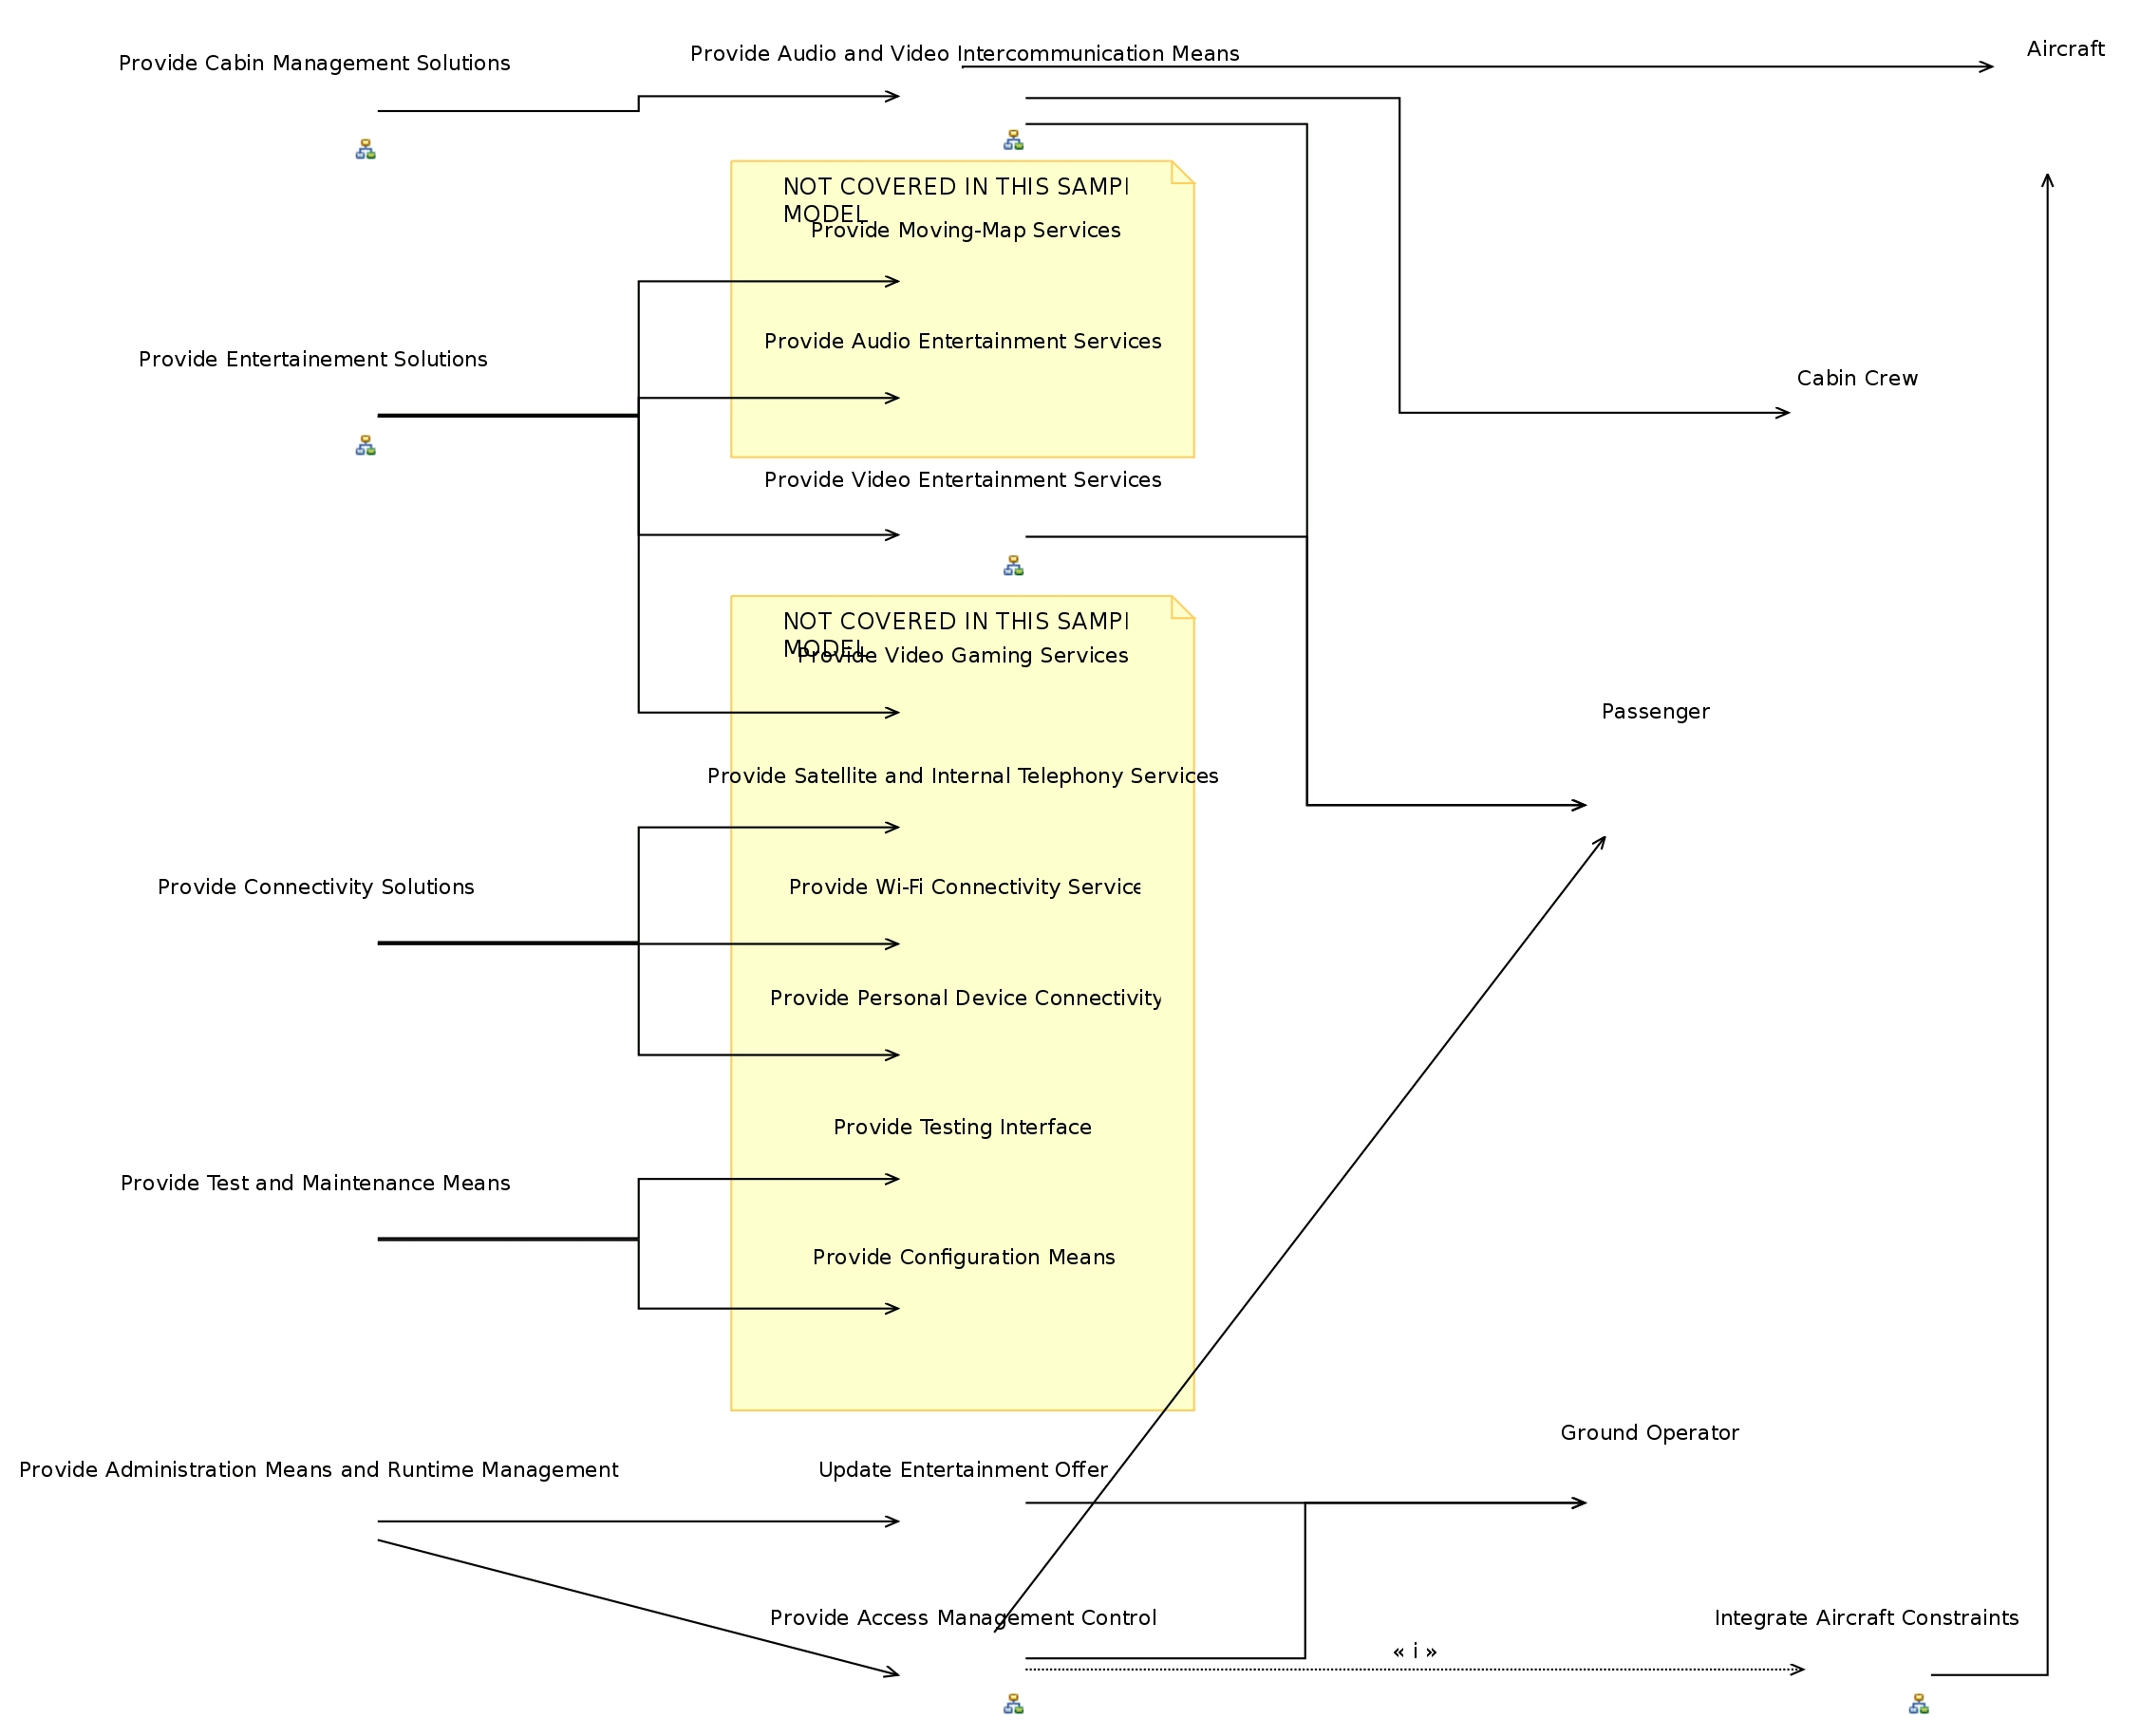 Provide Cabin Management Solutions
Provide Audio and Video Intercommunication Means
Aircraft
NOT COVERED IN THIS SAMPI
MODEL
Provide Moving-Map Services
Provide Audio Entertainment Services
Provide Entertainement Solutions
Cabin Crew
Provide Video Entertainment Services
NOT COVERED IN THIS SAMPI
MODEL
Provide Video Gaming Services
Passenger
Provide Satellite and Internal Telephony Services
Provide Connectivity Solutions
Provide Wi-Fi Connectivity Service
Provide Personal Device Connectivity
Provide Testing Interface
Provide Test and Maintenance Means
Provide Configuration Means
Ground Operator
Provide Administration Means and Runtime Management
Update Entertainment Offer
Provide Access Management Control
Integrate Aircraft Constraints
« i »